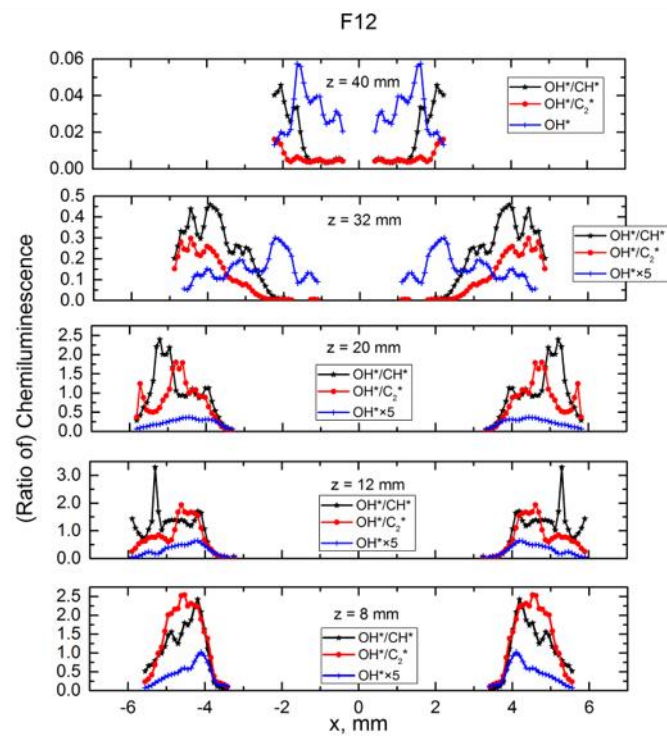 F12
(Ratio of) Chemiluminescence
0.06
0.04
0.02
0.00
z = 40 mm
OH*/CH*
OH*/C₂*
OH*
0.5
0.4
0.3
0.2
0.1
0.0
z = 32 mm
OH*/CH*
OH*/C₂*
OH*×5
2.5
2.0
1.5
1.0
0.5
0.0
z = 20 mm
OH*/CH*
OH*/C₂*
OH*×5
3.0
2.0
1.0
0.0
z = 12 mm
OH*/CH*
OH*/C₂*
OH*×5
2.5
2.0
1.5
1.0
0.5
0.0
z = 8 mm
OH*/CH*
OH*/C₂*
OH*×5
-6 -4 -2 0 2 4 6
x, mm